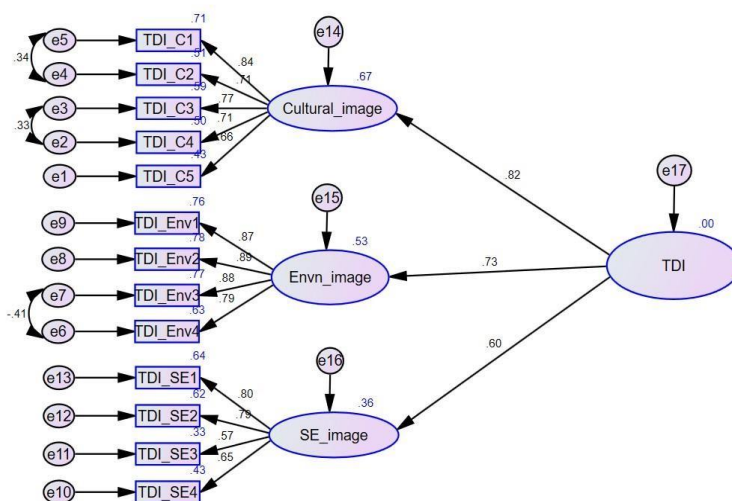 .71
e14
e5 TDI_C1
.34 .51 .84 .67
e4 TDI_C2 .71
.59
e3 TDI_C3 .77 Cultural_image
.33 .50 .71
e2 TDI_C4 .66
.43
e1 TDI_C5
.82 e17
.76
e15
e9 TDI_Env1 .00
.78 .87 .53
e8 TDI_Env2 .89
.77 .73 TDI
e7 TDI_Env3 .88 Envn_image
-.41 .63 .79
e6 TDI_Env4
.60
.64
e16
e13 TDI_SE1
.62 .80 .36
e12 TDI_SE2 .79
.33 SE_image
e11 TDI_SE3 .57
.43 .65
e10 TDI_SE4